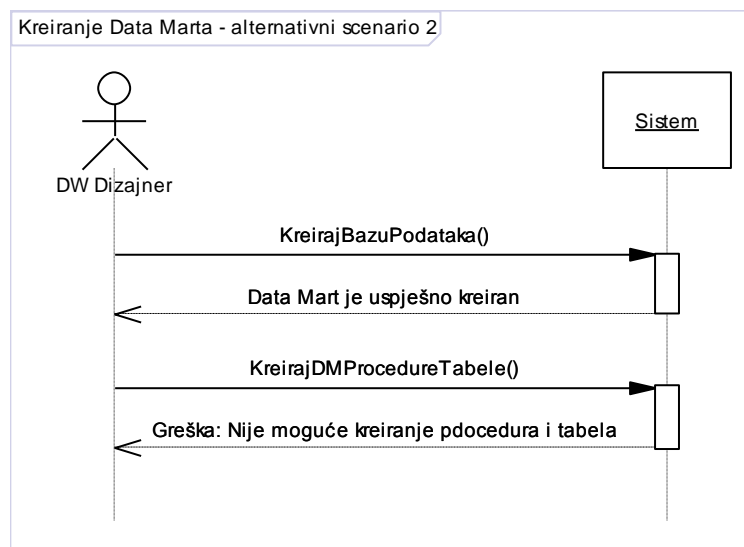 Kreiranje Data Marta - alternativni scenario 2
Sistem
DW Dizajner
KreirajBazuPodataka()
Data Mart je uspješno kreiran
KreirajDMProcedureTabele()
Greška: Nije moguće kreiranje pdocedura i tabela